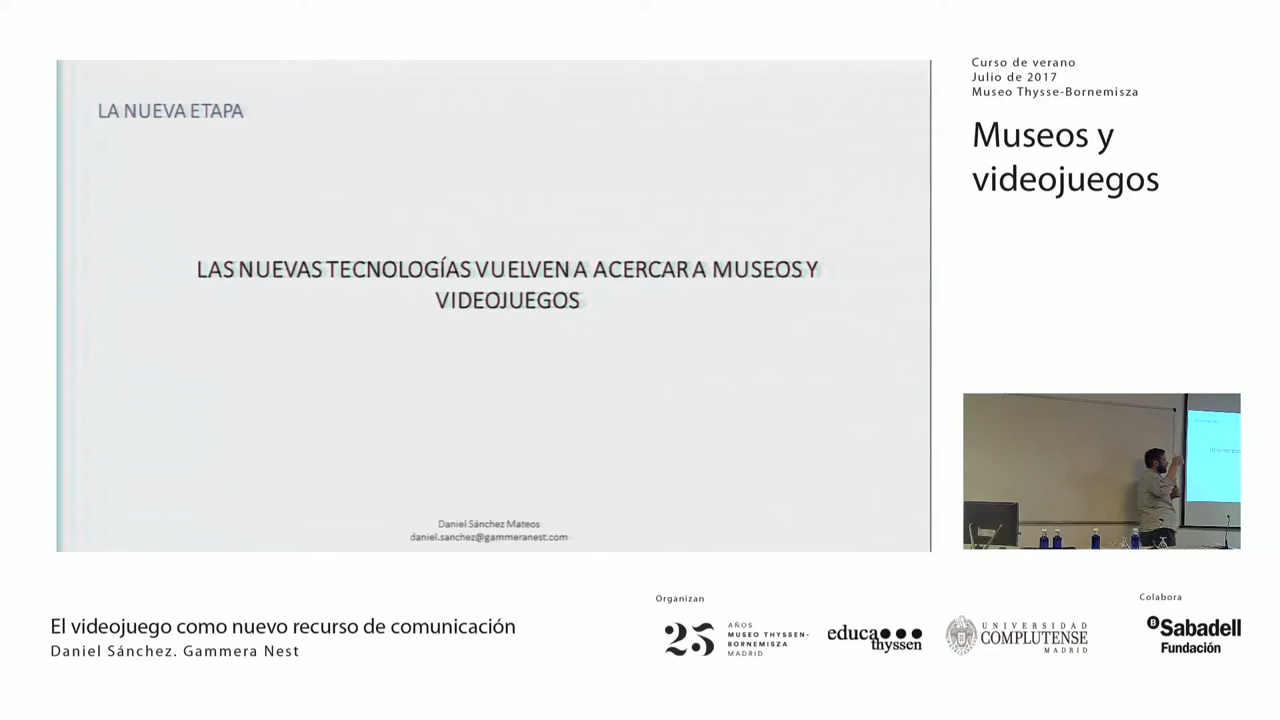 LA NUEVA ETAPA
LAS NUEVAS TECNOLOGÍAS VUELVEN A ACERCAR A MUSEOS Y
VIDEOJUEGOS
Daniel Sánchez Mateos
daniel.sanchez@gammeranest.com
Curso de verano
Julio de 2017
Museo Thysse-Bornemisza
Museos y
videojuegos
El videojuego como nuevo recurso de comunicación
Daniel Sánchez. Gammera Nest
Organizan
25
AÑOS
MUSEO THYSSEN-
BORNEMISZA
MADRID
educa
thyssen
UNIVERSIDAD
COMPLUTENSE
MADRID
Colabora
B Sabadell
Fundación